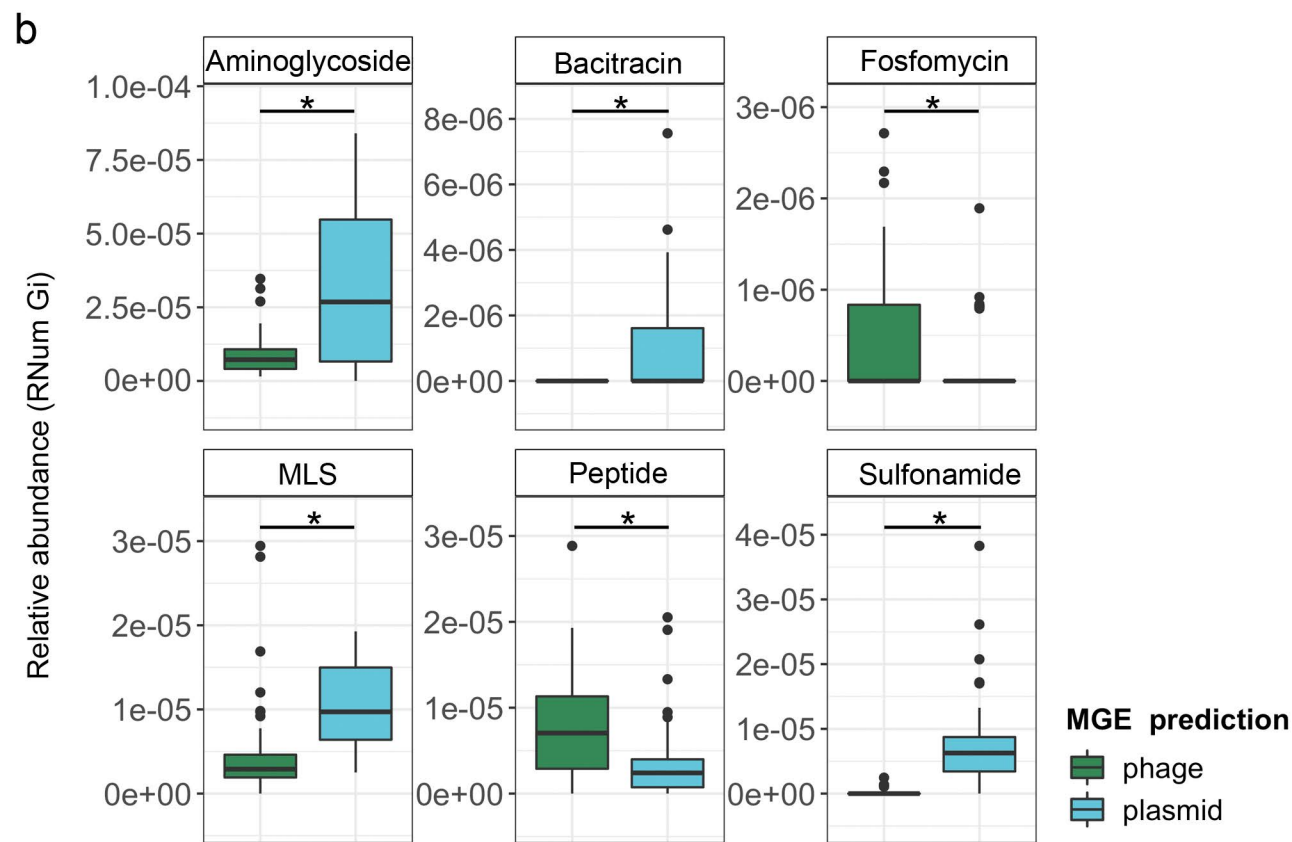 b
Aminoglycoside
Bacitracin
Fosfomycin
1.0e-04
7.5e-05
5.0e-05
2.5e-05
0e+00
*
8e-06
6e-06
4e-06
2e-06
0e+00
*
3e-06
2e-06
1e-06
0e+00
*
Relative abundance (RNum Gi)
MLS
Peptide
Sulfonamide
3e-05
2e-05
1e-05
0e+00
*
3e-05
2e-05
1e-05
0e+00
*
4e-05
3e-05
2e-05
1e-05
0e+00
*
MGE prediction
phage
plasmid